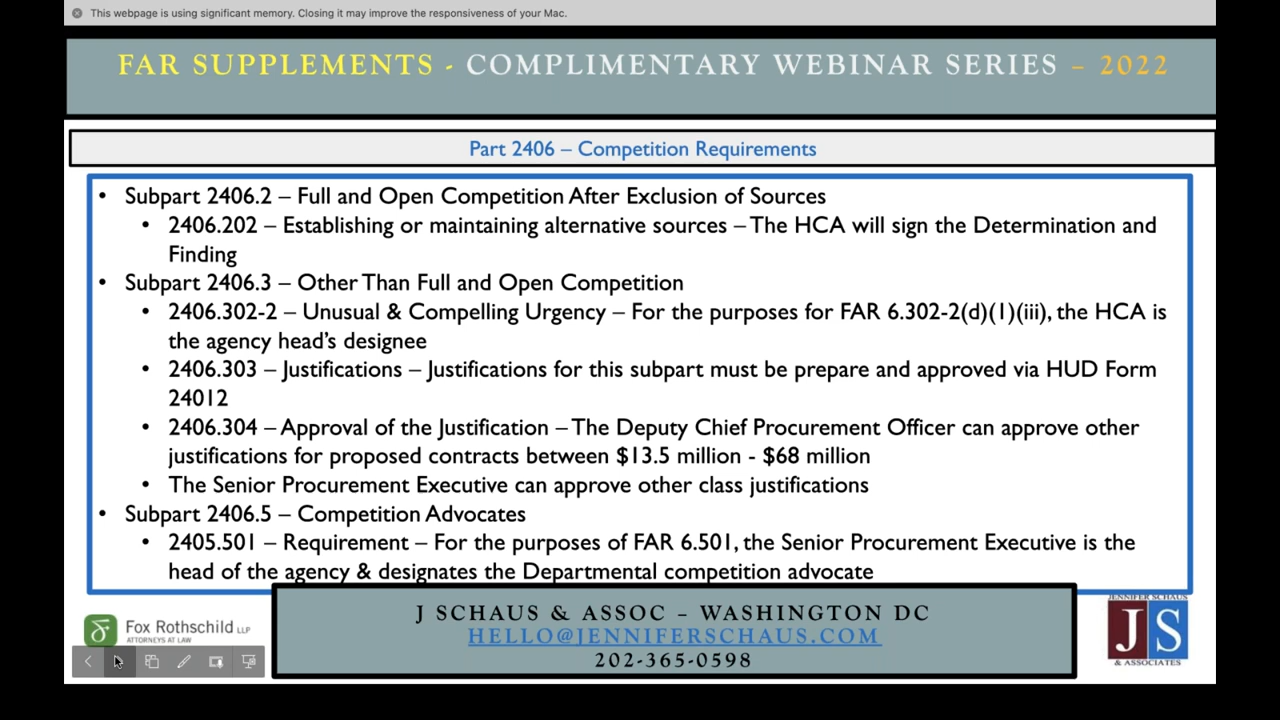 This webpage is using significant memory. Closing it may improve the responsiveness of your Mac.
FAR SUPPLEMENTS - COMPLIMENTARY WEBINAR SERIES – 2022
Part 2406 – Competition Requirements
• Subpart 2406.2 – Full and Open Competition After Exclusion of Sources
• 2406.202 – Establishing or maintaining alternative sources – The HCA will sign the Determination and
Finding
• Subpart 2406.3 – Other Than Full and Open Competition
• 2406.302-2 – Unusual & Compelling Urgency – For the purposes for FAR 6.302-2(d)(1)(iii), the HCA is
the agency head's designee
• 2406.303 – Justifications – Justifications for this subpart must be prepare and approved via HUD Form
24012
• 2406.304 – Approval of the Justification – The Deputy Chief Procurement Officer can approve other
justifications for proposed contracts between $13.5 million - $68 million
• The Senior Procurement Executive can approve other class justifications
• Subpart 2406.5 – Competition Advocates
• 2405.501 – Requirement – For the purposes of FAR 6.501, the Senior Procurement Executive is the
head of the agency & designates the Departmental competition advocate
Fox Rothschild LLP
ATTORNEYS AT LAW
J SCHAUS & ASSOC – WASHINGTON DC
HELLO@JENNIFERSCHAUS.COM
202-365-0598
JENNIFER SCHAUS
JS
& ASSOCIATES